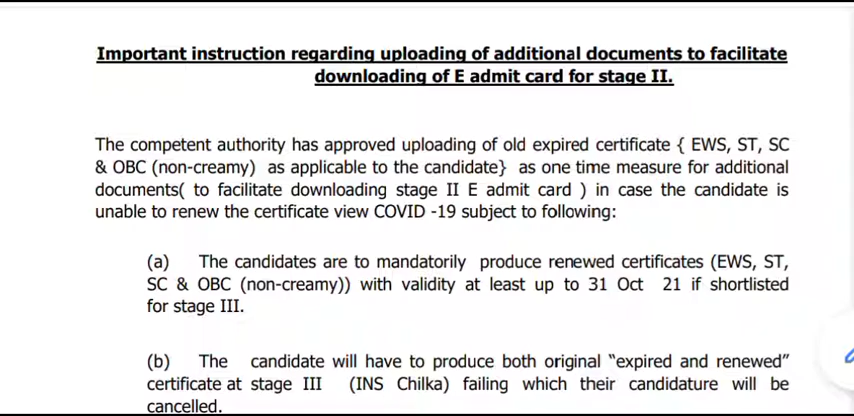 Important instruction regarding uploading of additional documents to facilitate
downloading of E admit card for stage II.
The competent authority has approved uploading of old expired certificate { EWS, ST, SC
& OBC (non-creamy) as applicable to the candidate} as one time measure for additional
documents( to facilitate downloading stage II E admit card ) in case the candidate is
unable to renew the certificate view COVID -19 subject to following:
(a) The candidates are to mandatorily produce renewed certificates (EWS, ST,
SC & OBC (non-creamy)) with validity at least up to 31 Oct 21 if shortlisted
for stage III.
(b) The candidate will have to produce both original “expired and renewed”
certificate at stage III (INS Chilka) failing which their candidature will be
cancelled.